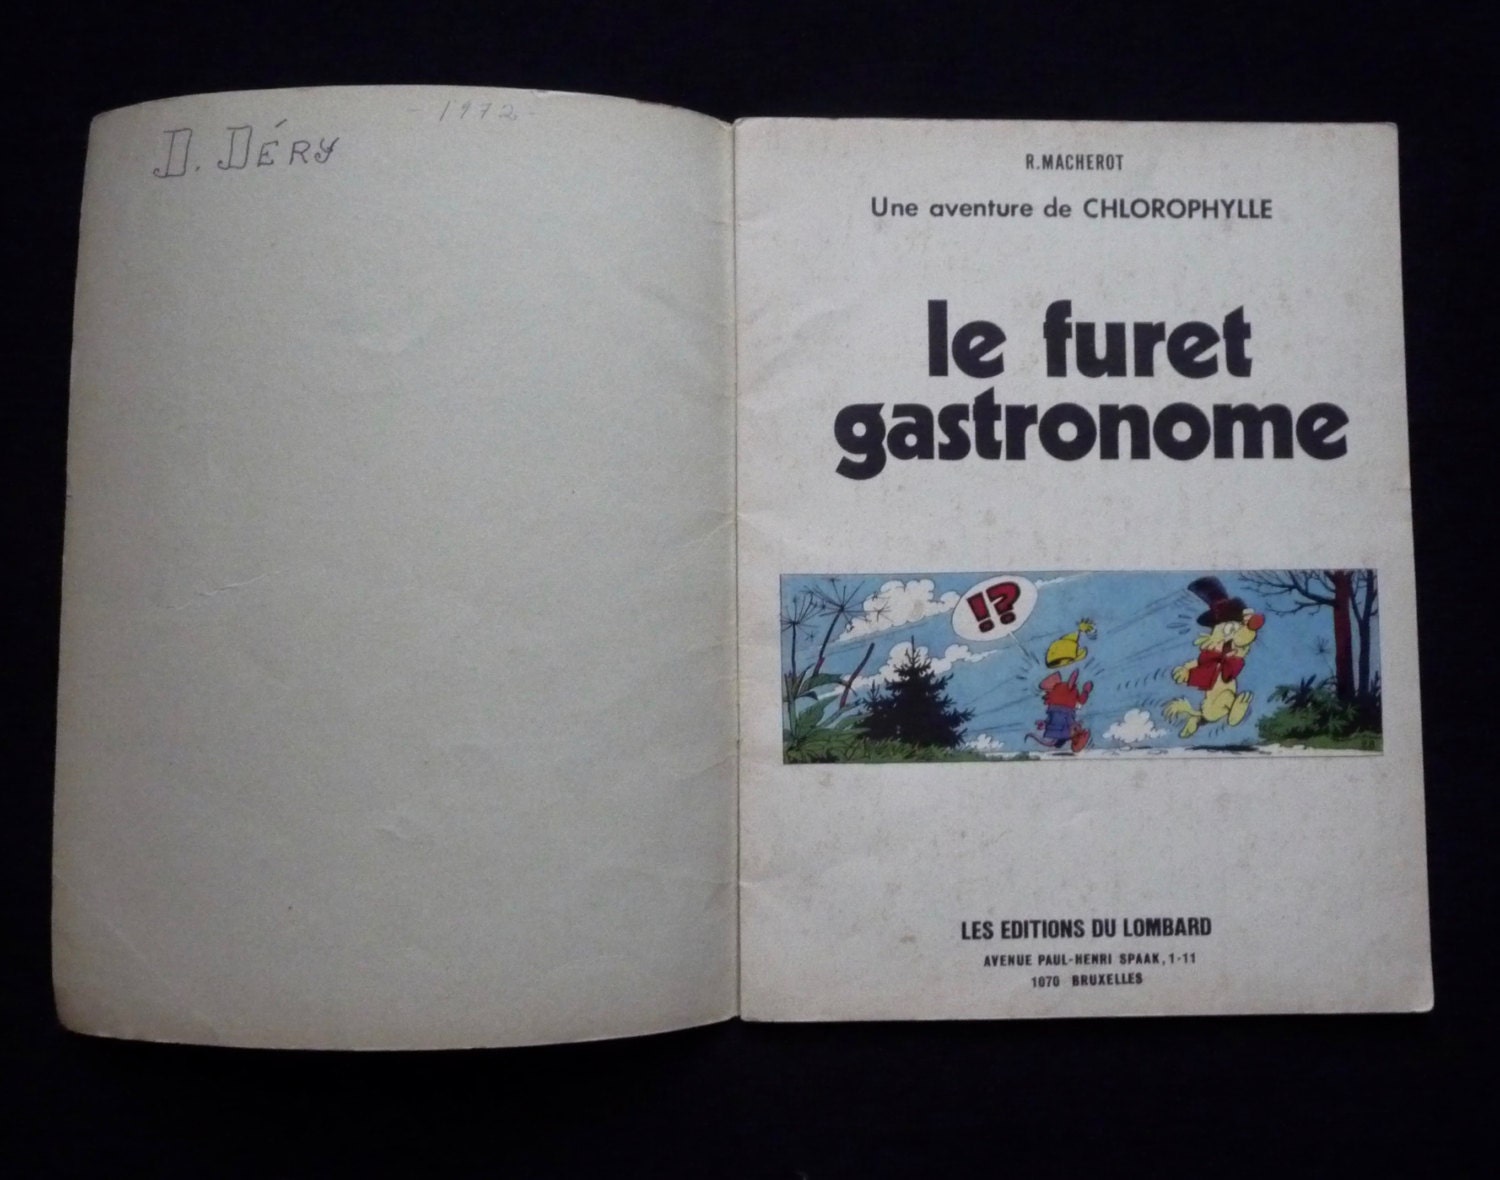 - 1972 -
D. DÉRY
R. MACHEROT
Une aventure de CHLOROPHYLLE
le furet
gastronome
!?
LES EDITIONS DU LOMBARD
AVENUE PAUL-HENRI SPAAK, 1-11
1070 BRUXELLES